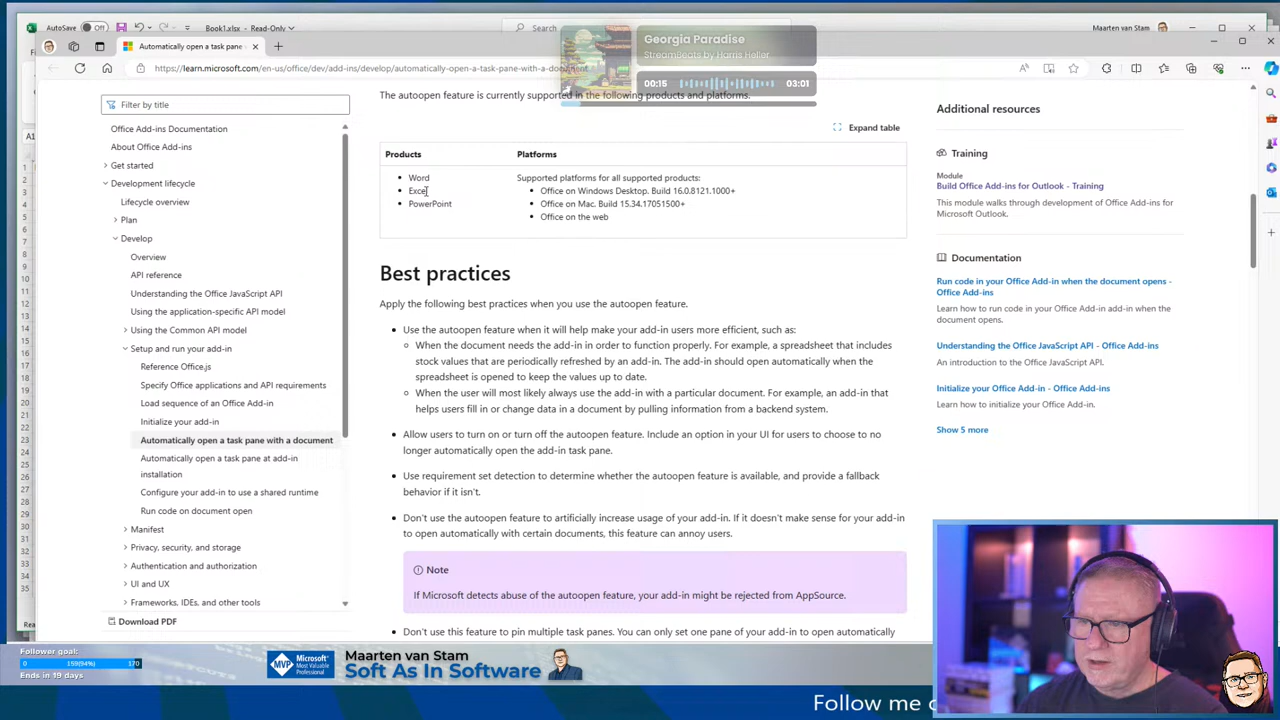 AutoSave
Off
Book1.xlsx - Read-Only
Search
Maarten van Stam
Automatically open a task pane
https://learn.microsoft.com/en-us/office/dev/add-ins/develop/automatically-open-a-task-pane-with-a-document
Georgia Paradise
StreamBeats by Harris Heller
00:15
03:01
Filter by title
Office Add-ins Documentation
About Office Add-ins
Get started
Development lifecycle
Lifecycle overview
Plan
Develop
Overview
API reference
Understanding the Office JavaScript API
Using the application-specific API model
Using the Common API model
Setup and run your add-in
Reference Office.js
Specify Office applications and API requirements
Load sequence of an Office Add-in
Initialize your add-in
Automatically open a task pane with a document
Automatically open a task pane at add-in
installation
Configure your add-in to use a shared runtime
Run code on document open
Manifest
Privacy, security, and storage
Authentication and authorization
UI and UX
Frameworks, IDEs, and other tools
Download PDF
The autoopen feature is currently supported in the following products and platforms.
Expand table
Products
Platforms
Word
Excel
PowerPoint
Supported platforms for all supported products:
Office on Windows Desktop. Build 16.0.8121.1000+
Office on Mac. Build 15.34.17051500+
Office on the web
Best practices
Apply the following best practices when you use the autoopen feature.
Use the autoopen feature when it will help make your add-in users more efficient, such as:
When the document needs the add-in in order to function properly. For example, a spreadsheet that includes
stock values that are periodically refreshed by an add-in. The add-in should open automatically when the
spreadsheet is opened to keep the values up to date.
When the user will most likely always use the add-in with a particular document. For example, an add-in that
helps users fill in or change data in a document by pulling information from a backend system.
Allow users to turn on or turn off the autoopen feature. Include an option in your UI for users to choose to no
longer automatically open the add-in task pane.
Use requirement set detection to determine whether the autoopen feature is available, and provide a fallback
behavior if it isn't.
Don't use the autoopen feature to artificially increase usage of your add-in. If it doesn't make sense for your add-in
to open automatically with certain documents, this feature can annoy users.
Note
If Microsoft detects abuse of the autoopen feature, your add-in might be rejected from AppSource.
Don't use this feature to pin multiple task panes. You can only set one pane of your add-in to open automatically
Additional resources
Training
Build Office Add-ins for Outlook - Training
This module walks through development of Office Add-ins for
Microsoft Outlook.
Documentation
Run code in your Office Add-in when the document opens -
Office Add-ins
Learn how to run code in your Office Add-in add-in when the
document opens.
Understanding the Office JavaScript API - Office Add-ins
An introduction to the Office JavaScript APIs.
Initialize your Office Add-in - Office Add-ins
Learn how to initialize your Office Add-in.
Show 5 more
Follower goal:
0 159(94%) 170
Ends in 19 days
MVP
Microsoft
Most Valuable
Professional
Maarten van Stam
Soft As In Software
Follow me